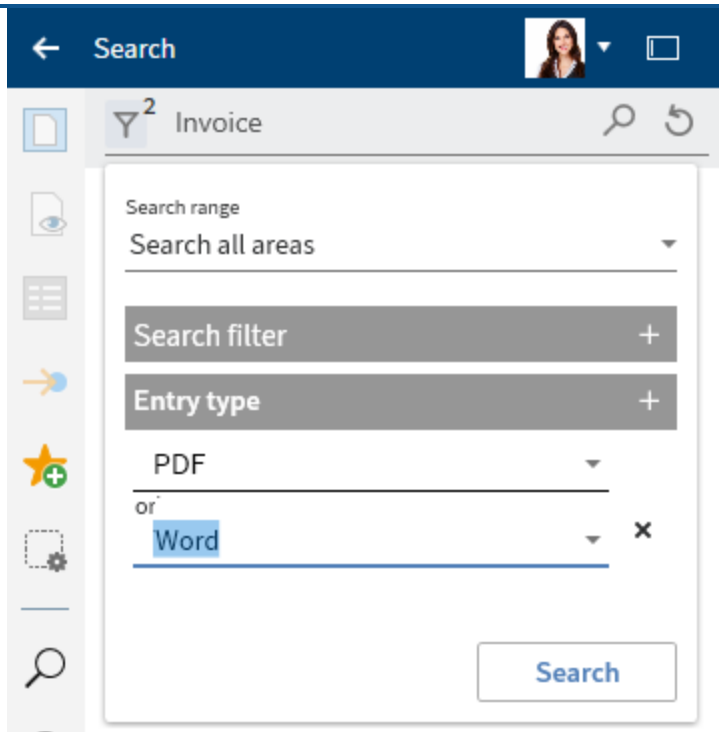 Search
2
Invoice
Search range
Search all areas
Search filter +
Entry type +
PDF
or
Word
Search